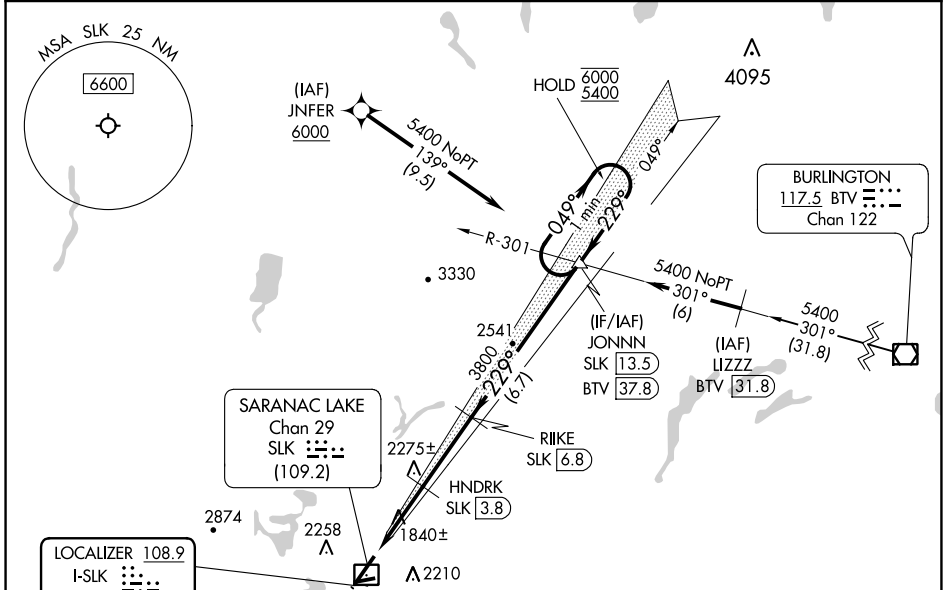 MSA SLK 25 NM
6600
(IAF)
JNFER
6000
5400 NoPT
139°
(9.5)
HOLD
6000
5400
4095
049°
049°
1 min
229°
BURLINGTON
117.5 BTV
Chan 122
R-301
3330
5400 NoPT
301°
(6)
5400
301°
(31.8)
(IF/IAF)
JONNN
SLK 13.5
BTV 37.8
(IAF)
LIZZZ
BTV 31.8
2541
3800
229°
(6.7)
SARANAC LAKE
Chan 29
SLK
(109.2)
RIIKE
SLK 6.8
2275±
HNDRK
SLK 3.8
2874
2258
1840±
LOCALIZER 108.9
I-SLK
2210